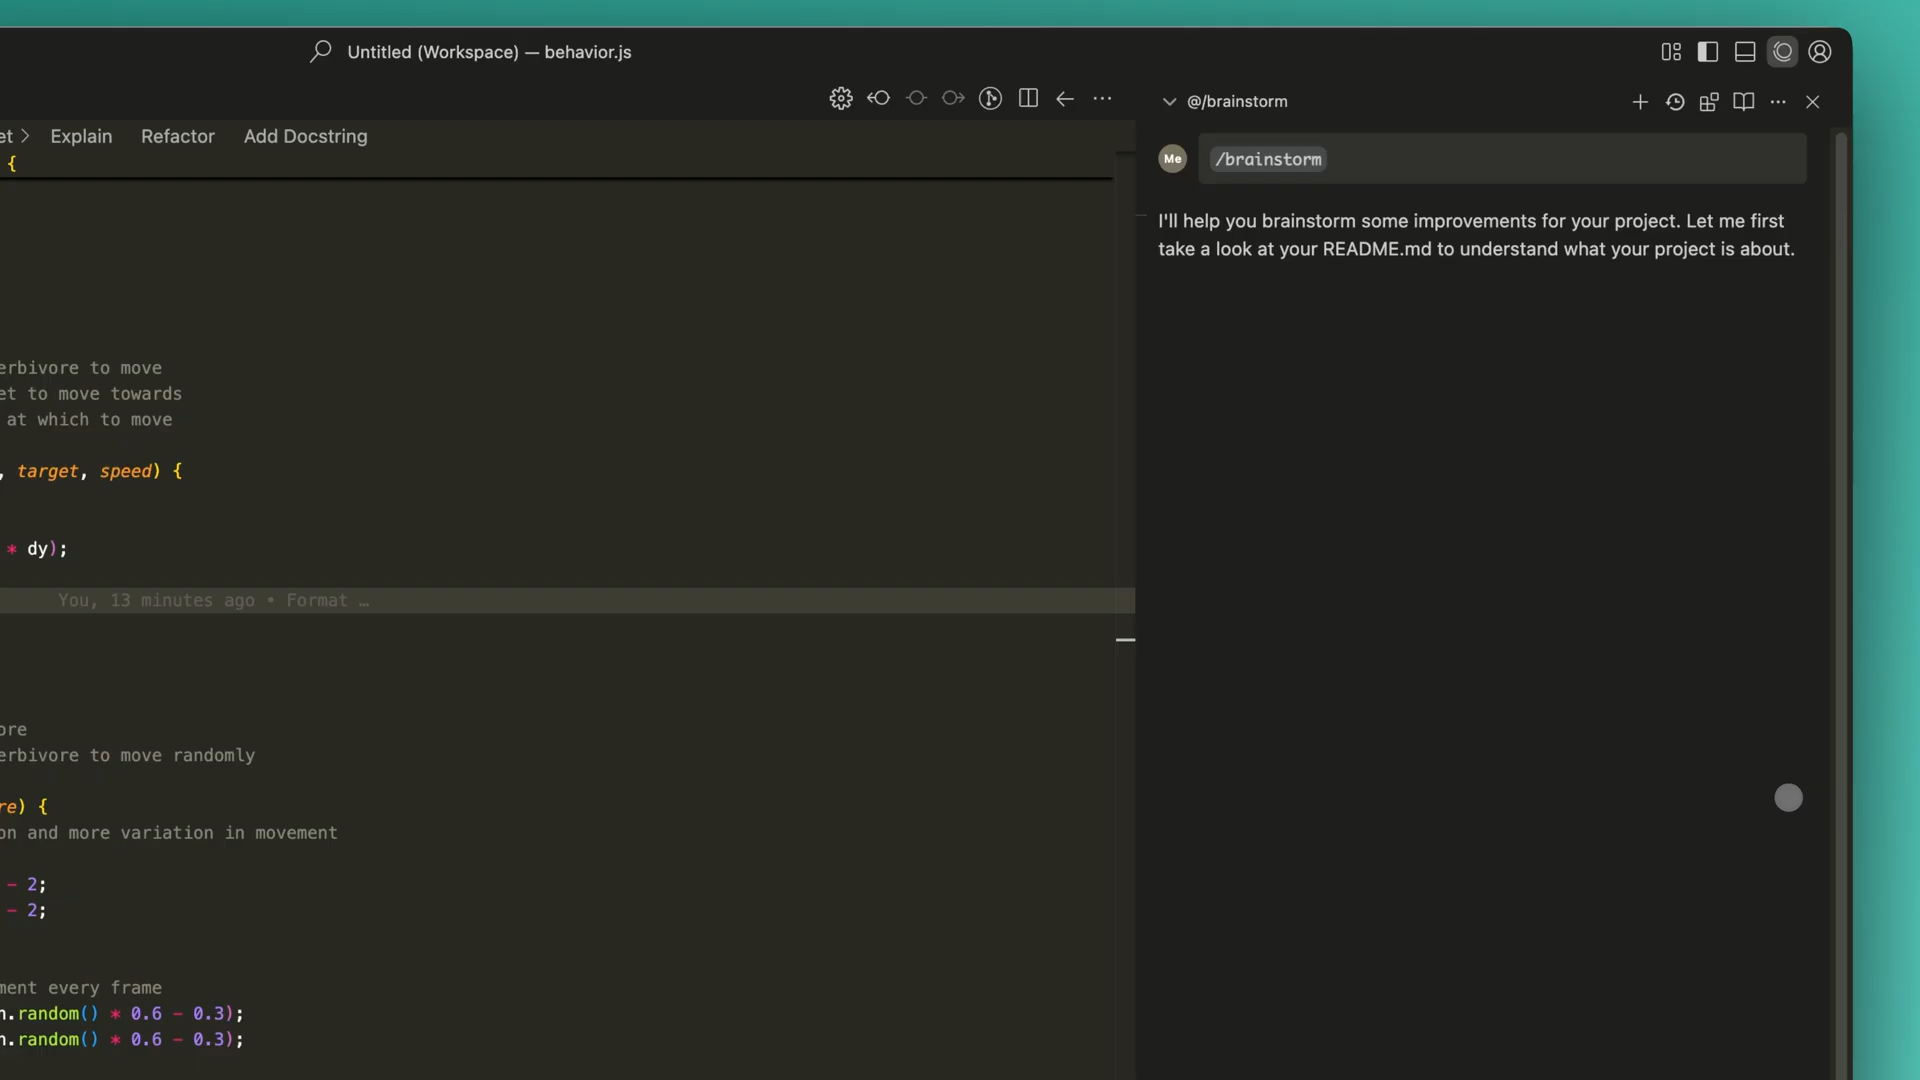 Untitled (Workspace) — behavior.js
et > Explain Refactor Add Docstring
{
erbivore to move
et to move towards
at which to move
, target, speed) {
* dy);
You, 13 minutes ago • Format …
ore
erbivore to move randomly
re) {
on and more variation in movement
- 2;
- 2;
ment every frame
n.random() * 0.6 - 0.3);
n.random() * 0.6 - 0.3);
@/brainstorm
Me /brainstorm
I'll help you brainstorm some improvements for your project. Let me first
take a look at your README.md to understand what your project is about.